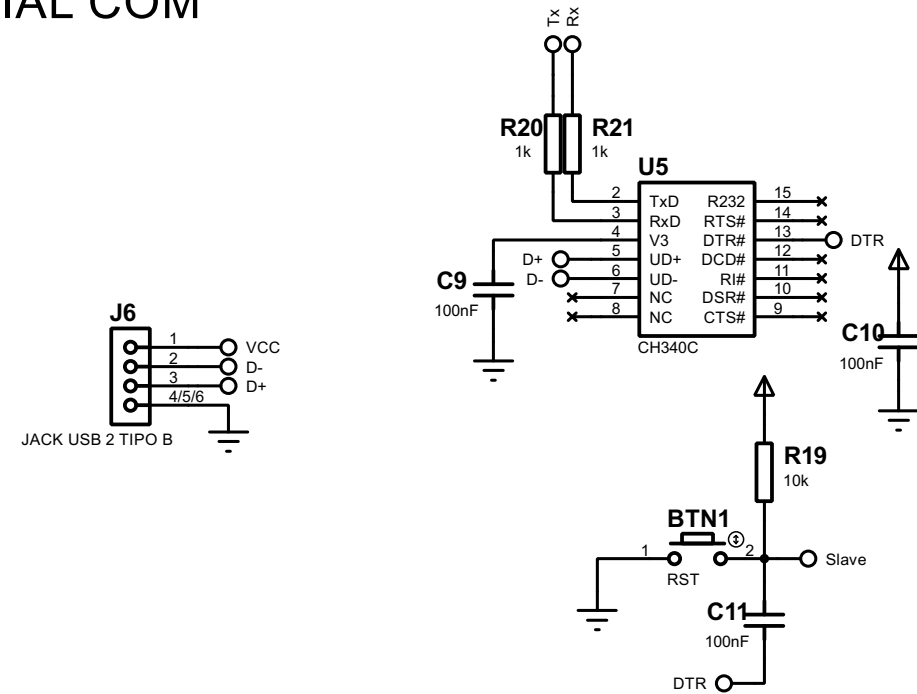 IAL COM
Tx Rx
R20 R21
1k 1k
U5
2 TxD R232 15
3 RxD RTS# 14
4 V3 DTR# 13 DTR
D+ 5 UD+ DCD# 12
D- 6 UD- RI# 11
7 NC DSR# 10
8 NC CTS# 9
CH340C
C9
100nF
C10
100nF
J6
1 VCC
2 D-
3 D+
4/5/6
JACK USB 2 TIPO B
R19
10k
BTN1
1 2 Slave
RST
C11
100nF
DTR